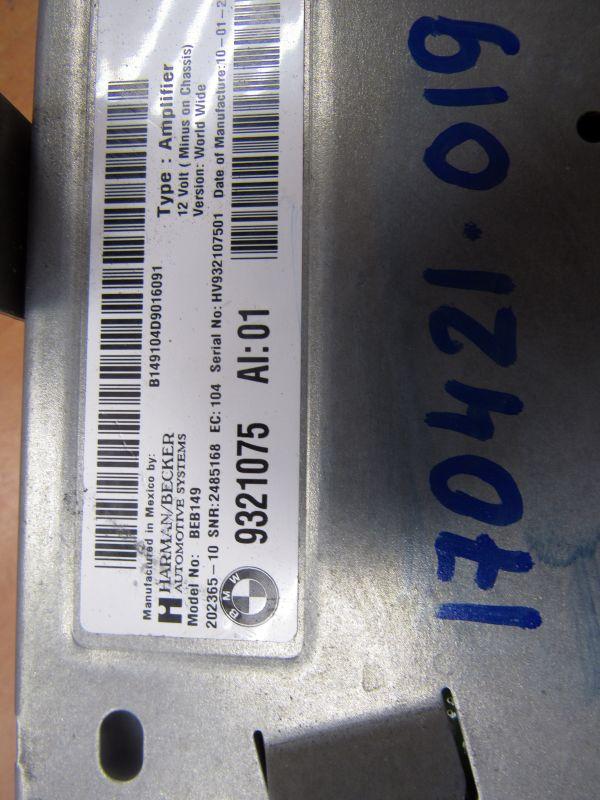 B149104D9016091
Manufactured in Mexico by:
HARMAN/BECKER
AUTOMOTIVE SYSTEMS
Type : Amplifier
12 Volt ( Minus on Chassis)
Model No: BEB149
Version: World Wide
202365-10 SNR:2485168 EC: 104 Serial No: HV932107501 Date of Manufacture:10-01-2
BMW
9321075 AI: 01
170421.019